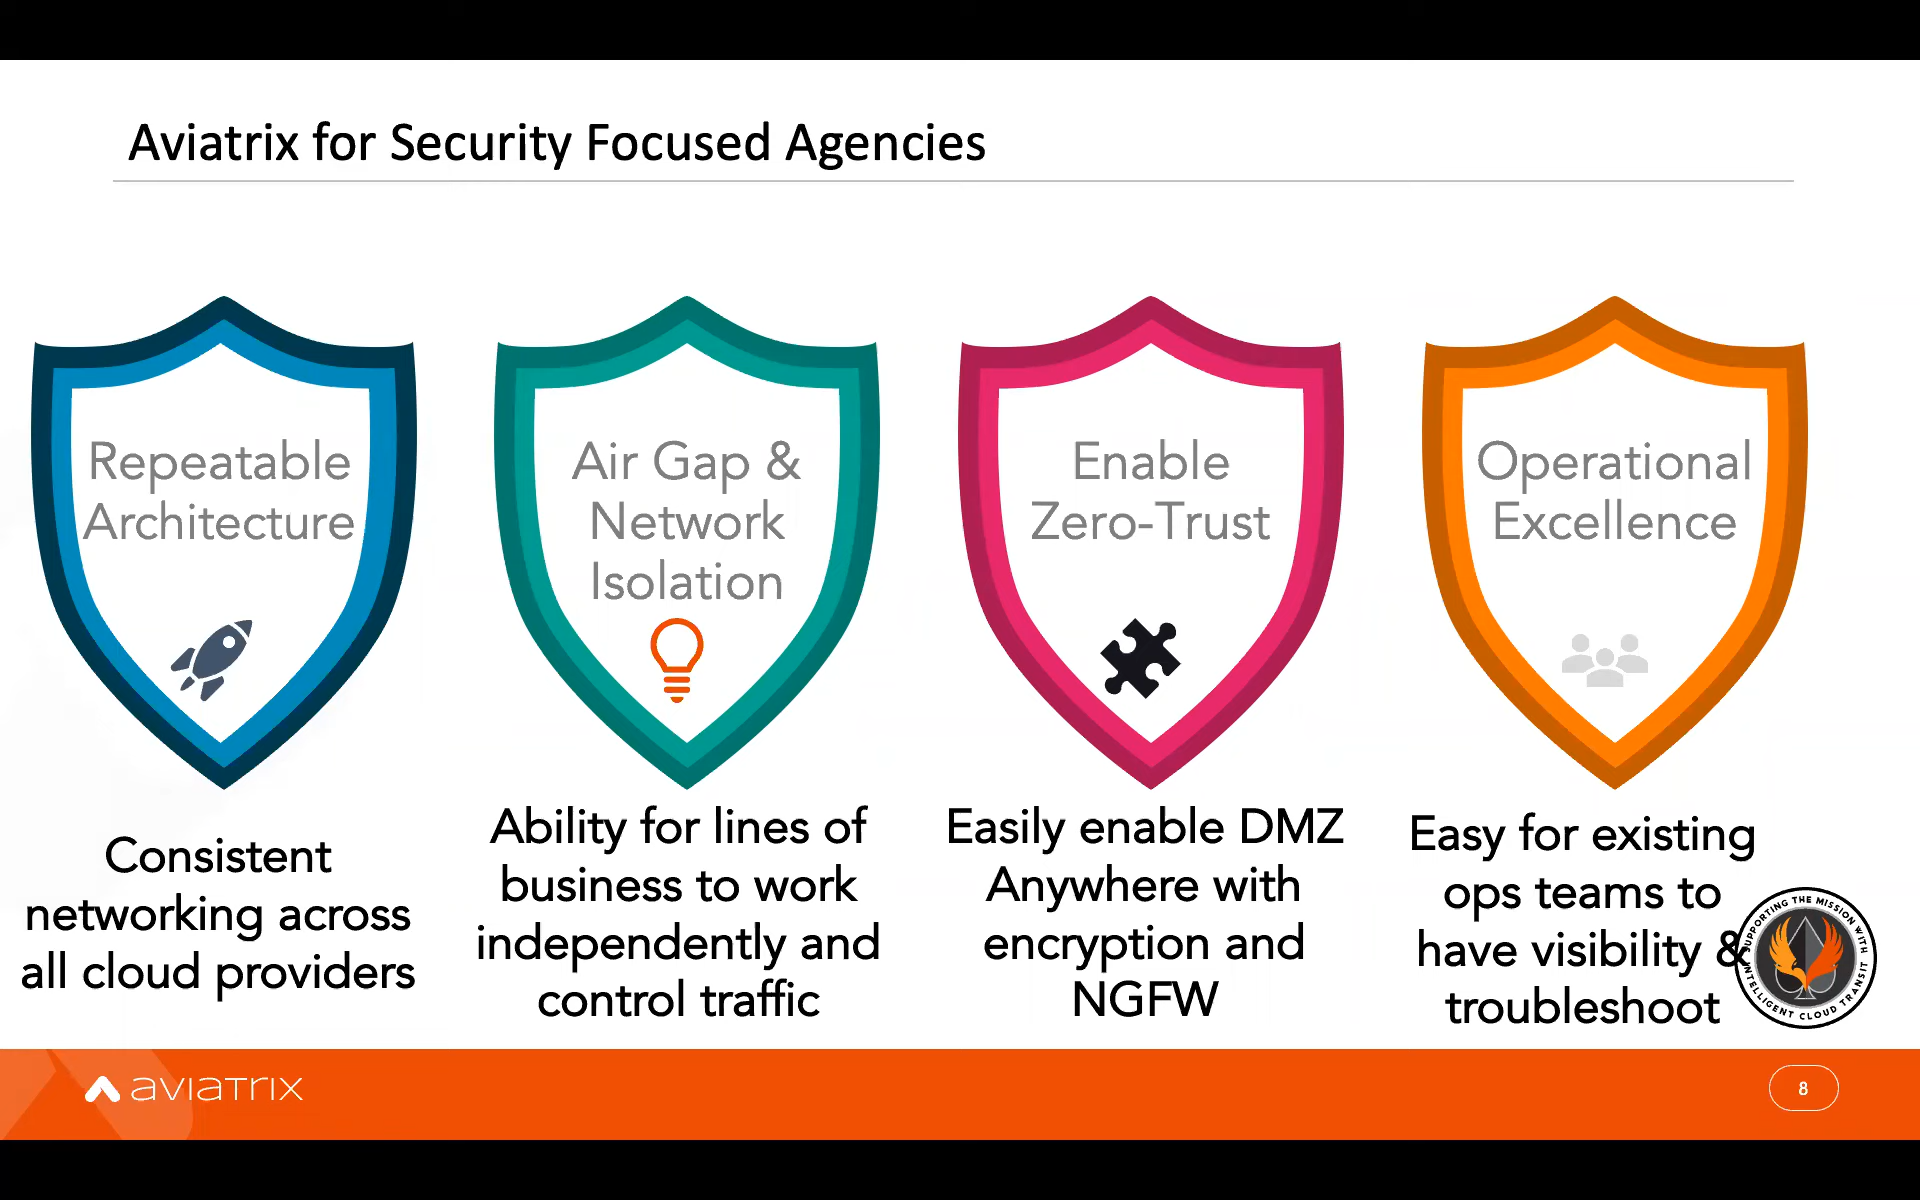 Aviatrix for Security Focused Agencies
Repeatable
Architecture
Air Gap &
Network
Isolation
Enable
Zero-Trust
Operational
Excellence
Consistent
networking across
all cloud providers
Ability for lines of
business to work
independently and
control traffic
Easily enable DMZ
Anywhere with
encryption and
NGFW
Easy for existing
ops teams to
have visibility &
troubleshoot
SUPPORTING THE MISSION WITH
INTELLIGENT CLOUD TRANSIT
aviatrix
8